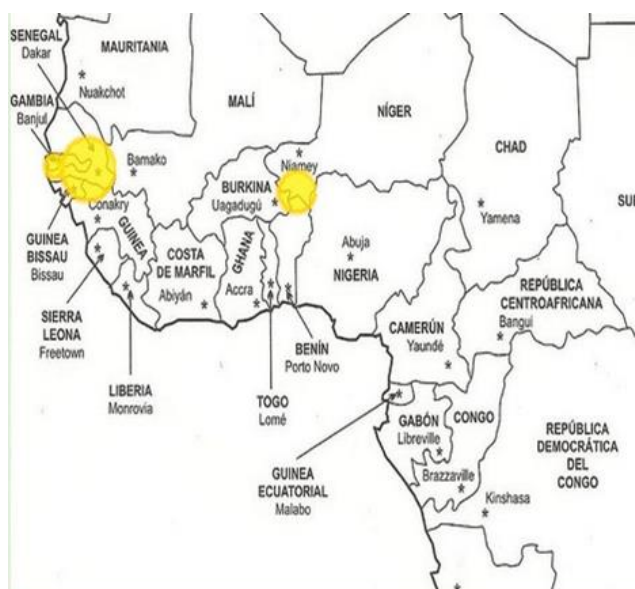 SENEGAL
Dakar
MAURITANIA
Nuakchot
GAMBIA
Banjul
MALÍ
NÍGER
CHAD
Bamako
Niamey
BURKINA
Uagadugú
Yamena
SU
Conakry
GUINEA
GUINEA
BISSAU
Bissau
COSTA
DE MARFIL
Abiyán
GHANA
Accra
Abuja
NIGERIA
REPÚBLICA
CENTROAFRICANA
Banguí
SIERRA
LEONA
Freetown
CAMERÚN
Yaundé
BENÍN
Porto Novo
LIBERIA
Monrovia
TOGO
Lomé
GABÓN
Libreville
CONGO
REPÚBLICA
DEMOCRÁTICA
DEL
CONGO
GUINEA
ECUATORIAL
Malabo
Brazzaville
Kinshasa